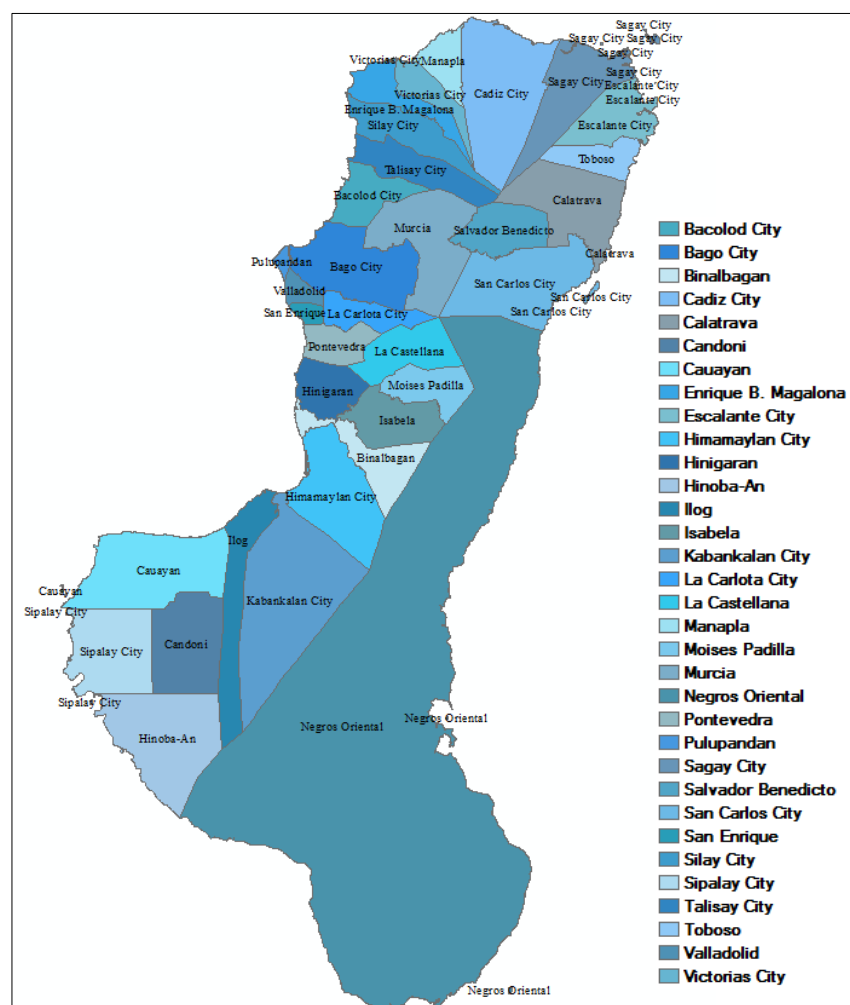 Sagay City
Sagay City
Sagay City
Sagay City
Victorias City
Manapla
Sagay City
Sagay City
Cadiz City
Escalante City
Victorias City
Escalante City
Enrique B. Magalona
Silay City
Escalante City
Toboso
Talisay City
Bacolod City
Calatrava
Murcia
Salvador Benedicto
Calatrava
Pulupandan
Bago City
San Carlos City
Valladolid
San Carlos City
San Enrique
La Carlota City
San Carlos City
Pontevedra
La Castellana
Moises Padilla
Hinigaran
Isabela
Binalbagan
Himamaylan City
Ilog
Cauayan
Cauayan
Kabankalan City
Sipalay City
Candoni
Sipalay City
Sipalay City
Negros Oriental
Negros Oriental
Hinoba-An
Negros Oriental
Bacolod City
Bago City
Binalbagan
Cadiz City
Calatrava
Candoni
Cauayan
Enrique B. Magalona
Escalante City
Himamaylan City
Hinigaran
Hinoba-An
Ilog
Isabela
Kabankalan City
La Carlota City
La Castellana
Manapla
Moises Padilla
Murcia
Negros Oriental
Pontevedra
Pulupandan
Sagay City
Salvador Benedicto
San Carlos City
San Enrique
Silay City
Sipalay City
Talisay City
Toboso
Valladolid
Victorias City